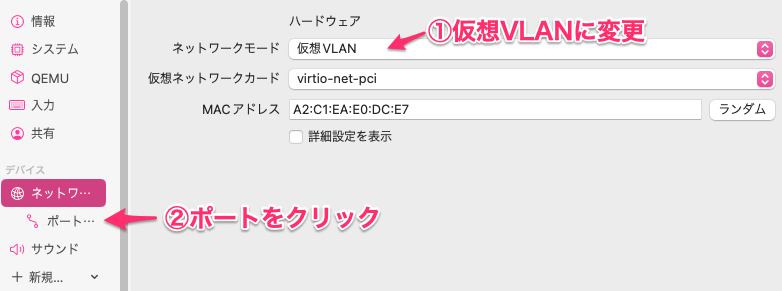 情報
システム
QEMU
入力
共有
デバイス
ネットワ…
ポート…
サウンド
新規...
ハードウェア
①仮想VLANに変更
ネットワークモード 仮想VLAN
仮想ネットワークカード virtio-net-pci
MACアドレス A2:C1:EA:E0:DC:E7 ランダム
詳細設定を表示
②ポートをクリック